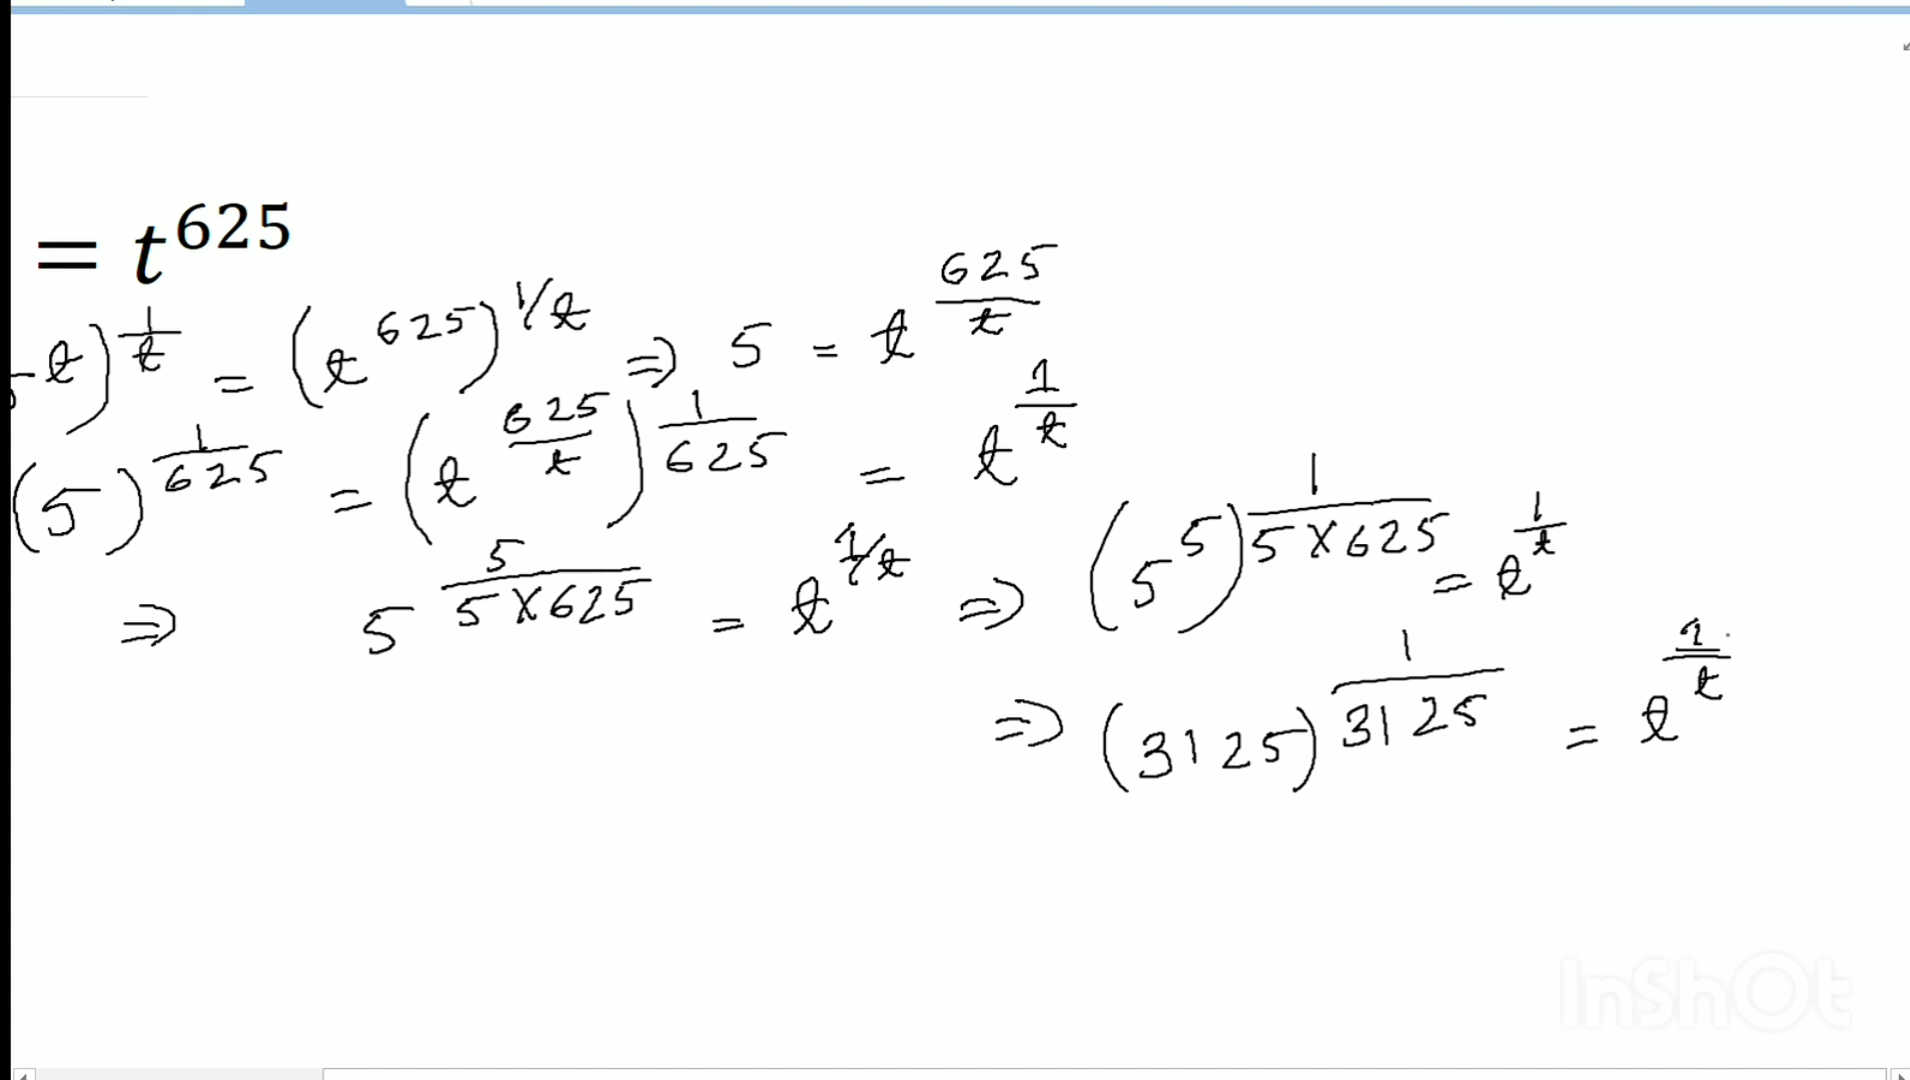 = t^625
5^t)^(1/t) = (t^625)^(1/t) ⇒ 5 = t^(625/t)
(5)^(1/625) = (t^(625/t))^(1/625) = t^(1/t)
⇒ 5^(5/(5×625)) = t^(1/t) ⇒ (5^5)^(1/(5×625)) = t^(1/t)
⇒ (3125)^(1/3125) = t^(1/t)
InShOt